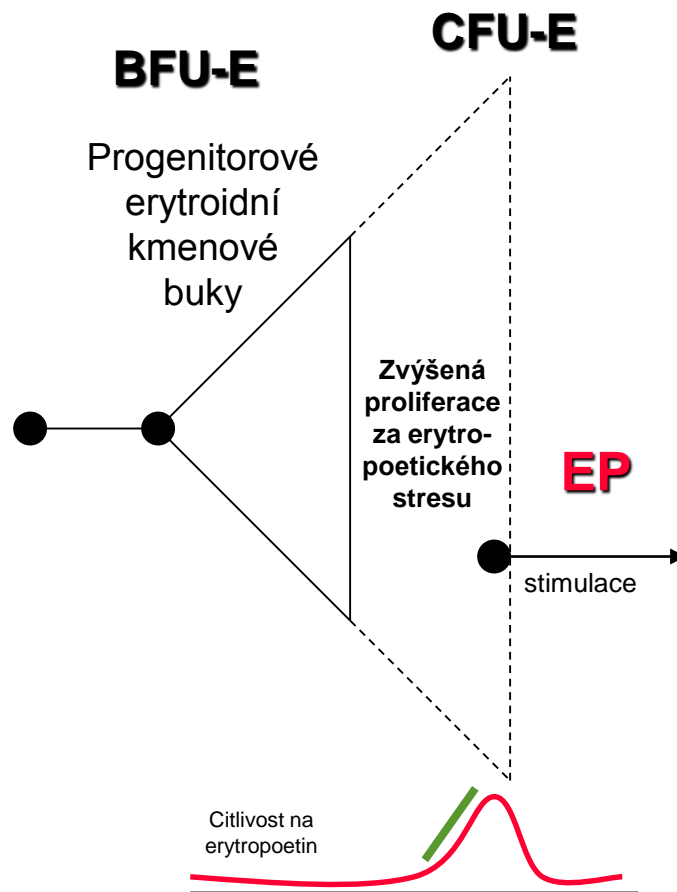 CFU-E
BFU-E
Progenitorové
erytroidní
kmenové
buky
Zvýšená
proliferace
za erytro-
poetického
stresu
EP
stimulace
Citlivost na
erytropoetin